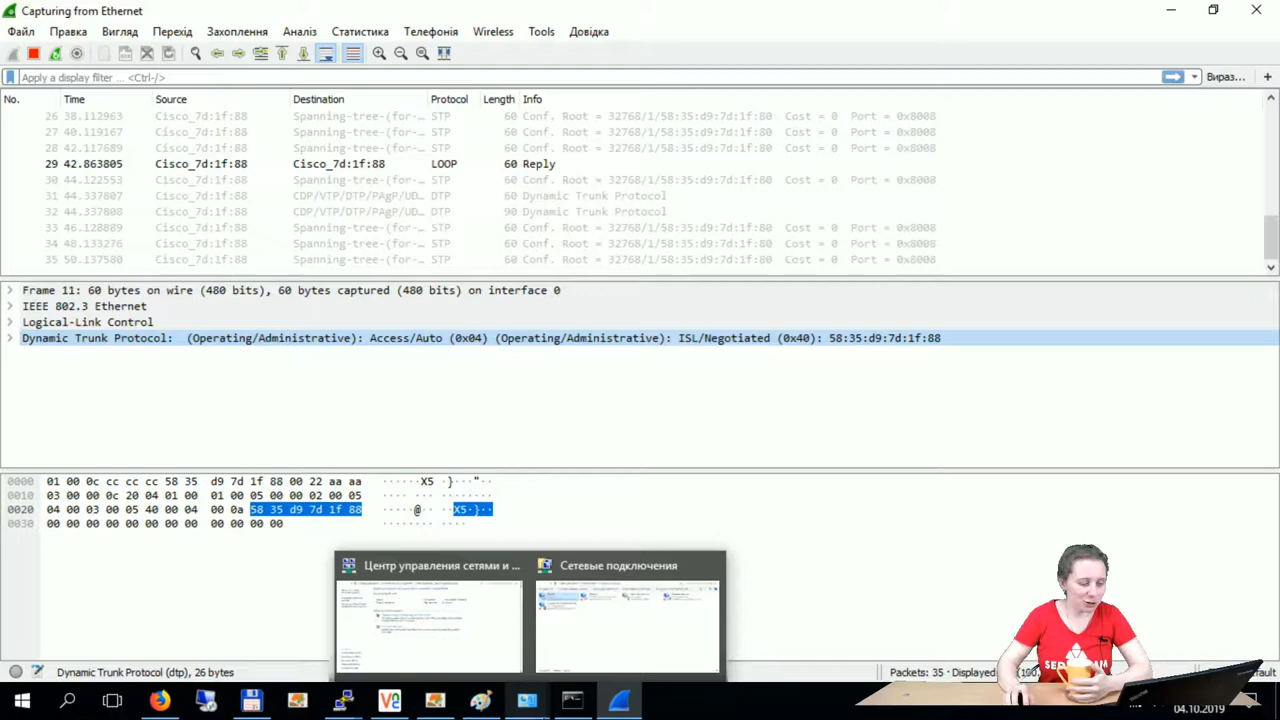 Capturing from Ethernet
Файл Правка Вигляд Перехід Захоплення Аналіз Статистика Телефонія Wireless Tools Довідка
Apply a display filter ... <Ctrl-/> Вираз... +
No. Time Source Destination Protocol Length Info
26 38.112963 Cisco_7d:1f:88 Spanning-tree-(for-… STP 60 Conf. Root = 32768/1/58:35:d9:7d:1f:80 Cost = 0 Port = 0x8008
27 40.119167 Cisco_7d:1f:88 Spanning-tree-(for-… STP 60 Conf. Root = 32768/1/58:35:d9:7d:1f:80 Cost = 0 Port = 0x8008
28 42.117689 Cisco_7d:1f:88 Spanning-tree-(for-… STP 60 Conf. Root = 32768/1/58:35:d9:7d:1f:80 Cost = 0 Port = 0x8008
29 42.863805 Cisco_7d:1f:88 Cisco_7d:1f:88 LOOP 60 Reply
30 44.122553 Cisco_7d:1f:88 Spanning-tree-(for-… STP 60 Conf. Root = 32768/1/58:35:d9:7d:1f:80 Cost = 0 Port = 0x8008
31 44.337807 Cisco_7d:1f:88 CDP/VTP/DTP/PAgP/UD… DTP 60 Dynamic Trunk Protocol
32 44.337808 Cisco_7d:1f:88 CDP/VTP/DTP/PAgP/UD… DTP 90 Dynamic Trunk Protocol
33 46.128889 Cisco_7d:1f:88 Spanning-tree-(for-… STP 60 Conf. Root = 32768/1/58:35:d9:7d:1f:80 Cost = 0 Port = 0x8008
34 48.133276 Cisco_7d:1f:88 Spanning-tree-(for-… STP 60 Conf. Root = 32768/1/58:35:d9:7d:1f:80 Cost = 0 Port = 0x8008
35 50.137580 Cisco_7d:1f:88 Spanning-tree-(for-… STP 60 Conf. Root = 32768/1/58:35:d9:7d:1f:80 Cost = 0 Port = 0x8008
Frame 11: 60 bytes on wire (480 bits), 60 bytes captured (480 bits) on interface 0
IEEE 802.3 Ethernet
Logical-Link Control
Dynamic Trunk Protocol: (Operating/Administrative): Access/Auto (0x04) (Operating/Administrative): ISL/Negotiated (0x40): 58:35:d9:7d:1f:88
0000 01 00 0c cc cc cc 58 35 d9 7d 1f 88 00 22 aa aa ······X5 ·}···"··
0010 03 00 00 0c 20 04 01 00 01 00 05 00 00 02 00 05 ···· ··· ········
0020 04 00 03 00 05 40 00 04 00 0a 58 35 d9 7d 1f 88 ·····@·· ··X5·}··
0030 00 00 00 00 00 00 00 00 00 00 00 00 ········ ····
Центр управления сетями и ... Сетевые подключения
Dynamic Trunk Protocol (dtp), 26 bytes
Packets: 35 · Displayed
04.10.2019